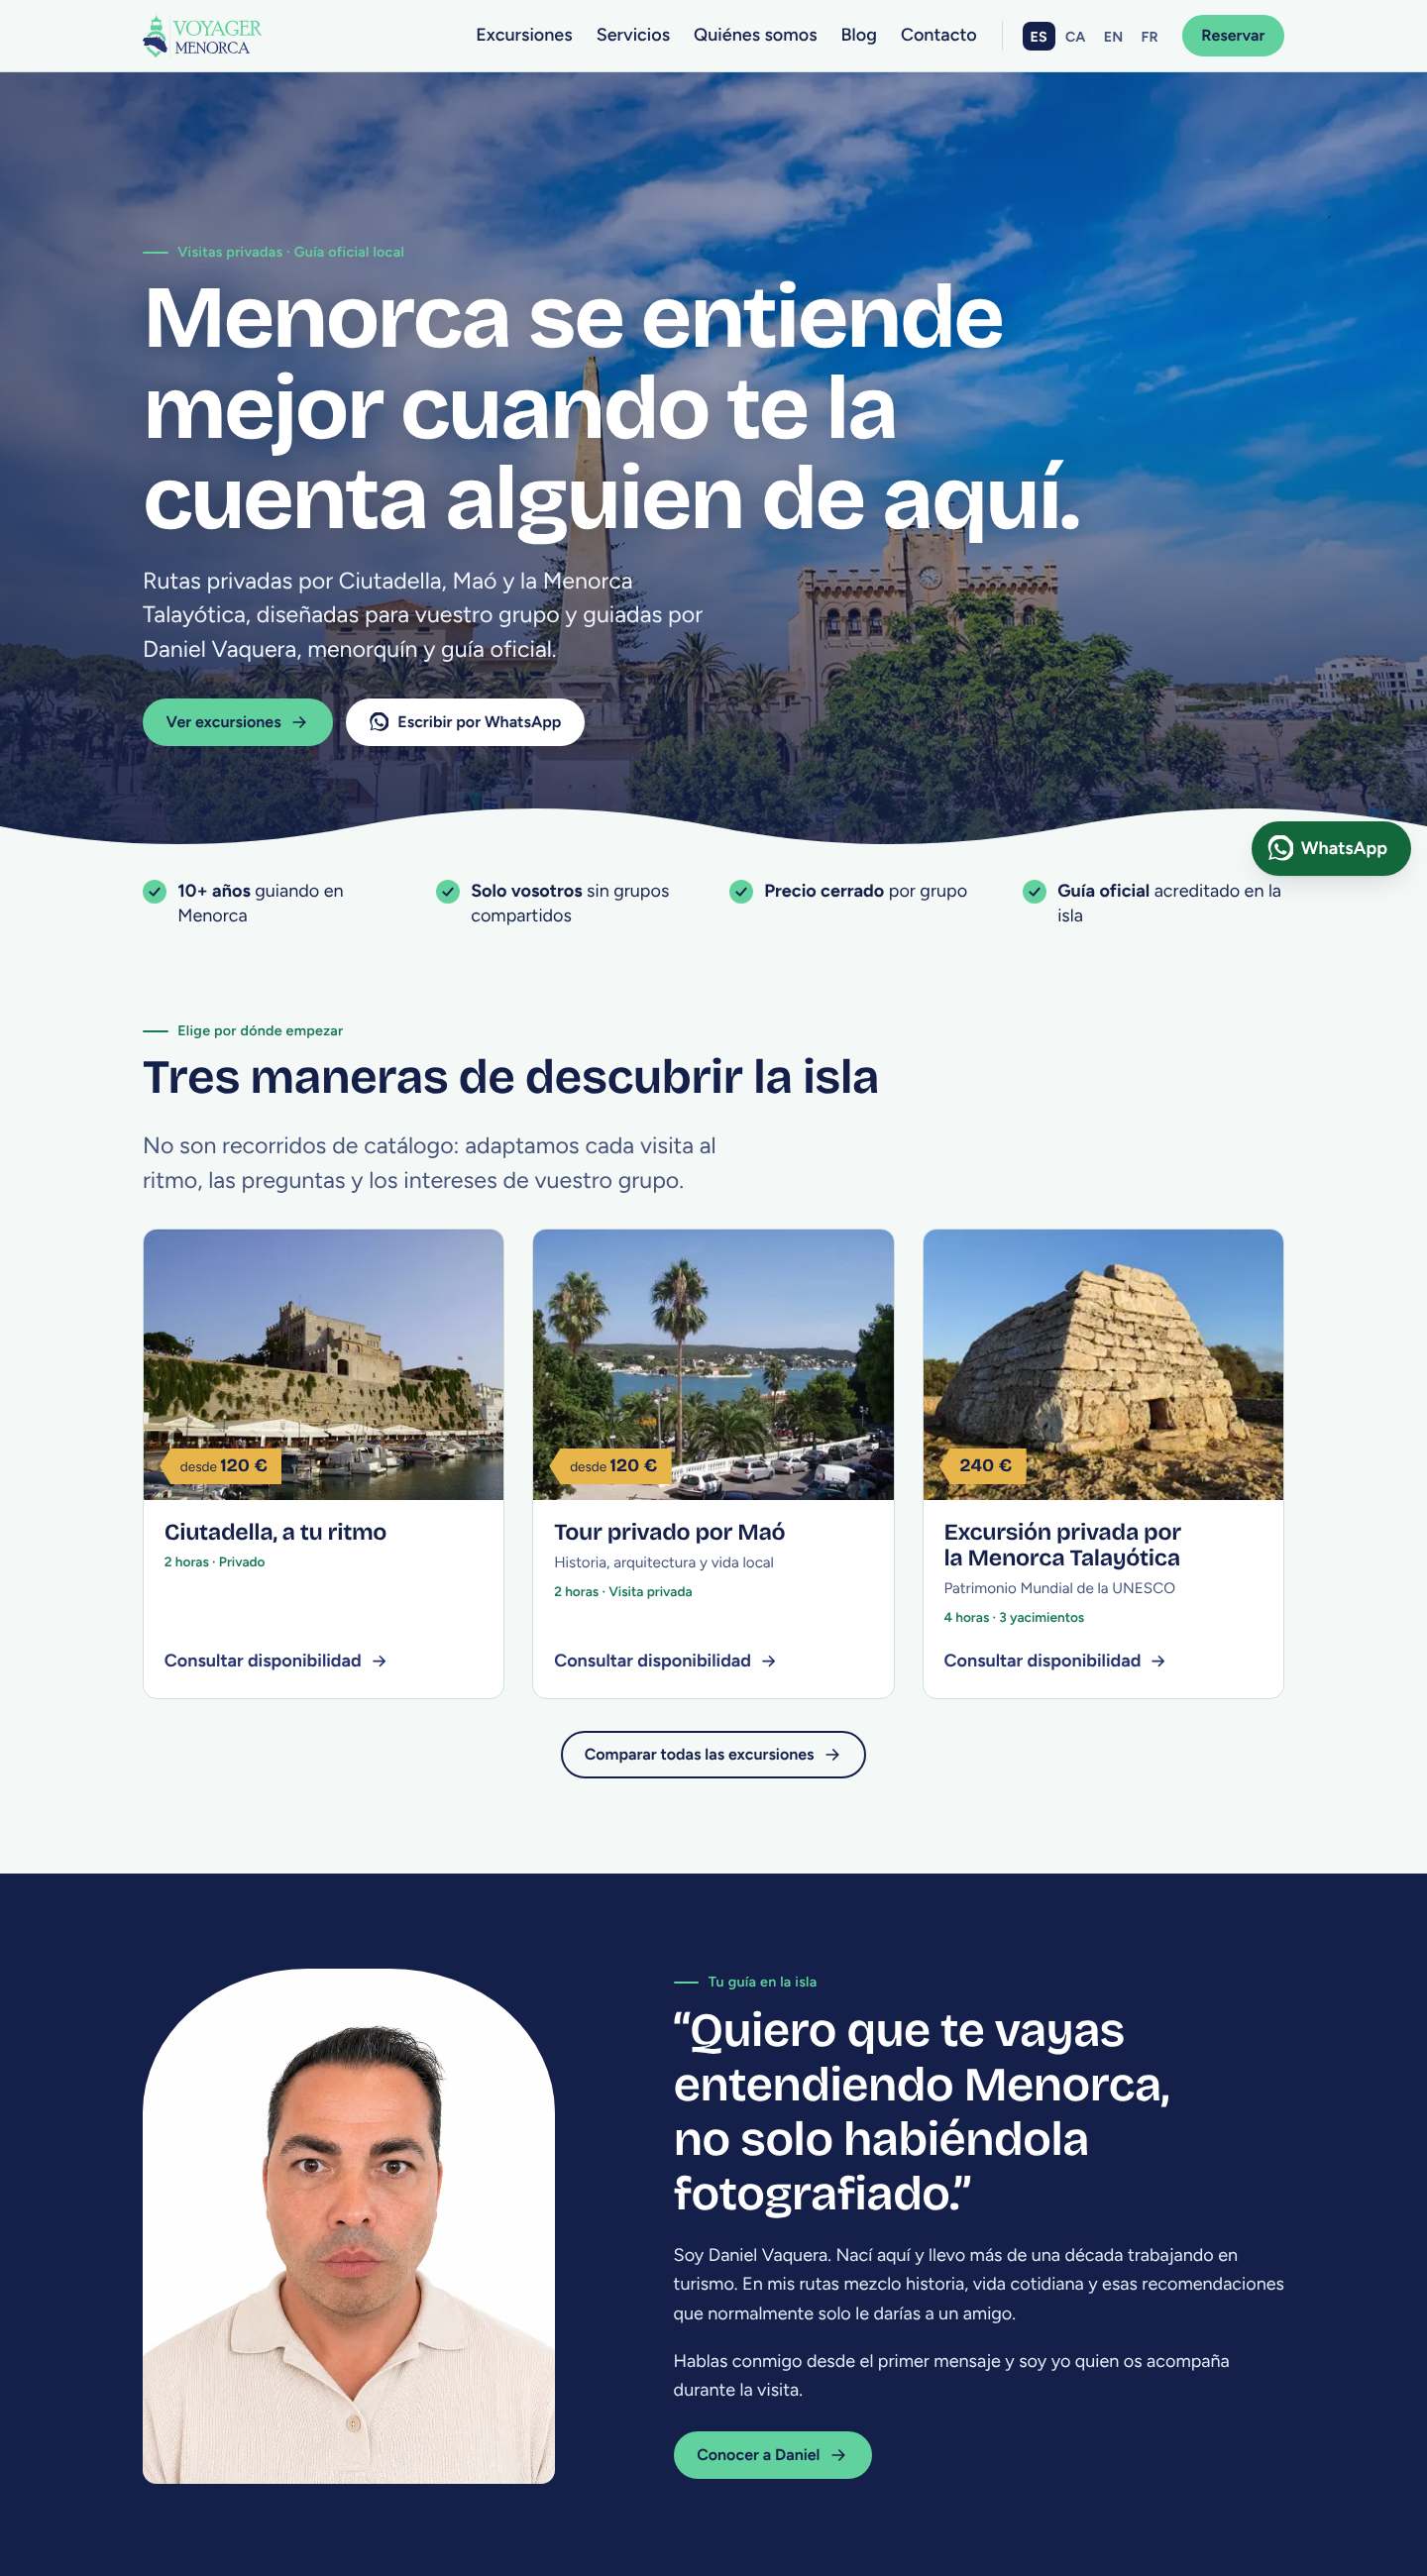 VOYAGER
MENORCA
Excursiones Servicios Quiénes somos Blog Contacto ES CA EN FR Reservar
Visitas privadas · Guía oficial local
Menorca se entiende
mejor cuando te la
cuenta alguien de aquí.
Rutas privadas por Ciutadella, Maó y la Menorca
Talayótica, diseñadas para vuestro grupo y guiadas por
Daniel Vaquera, menorquín y guía oficial.
Ver excursiones → Escribir por WhatsApp
WhatsApp
10+ años guiando en
Menorca
Solo vosotros sin grupos
compartidos
Precio cerrado por grupo
Guía oficial acreditado en la
isla
Elige por dónde empezar
Tres maneras de descubrir la isla
No son recorridos de catálogo: adaptamos cada visita al
ritmo, las preguntas y los intereses de vuestro grupo.
desde 120 €
Ciutadella, a tu ritmo
2 horas · Privado
Consultar disponibilidad →
desde 120 €
Tour privado por Maó
Historia, arquitectura y vida local
2 horas · Visita privada
Consultar disponibilidad →
240 €
Excursión privada por
la Menorca Talayótica
Patrimonio Mundial de la UNESCO
4 horas · 3 yacimientos
Consultar disponibilidad →
Comparar todas las excursiones →
Tu guía en la isla
“Quiero que te vayas
entendiendo Menorca,
no solo habiéndola
fotografiado.”
Soy Daniel Vaquera. Nací aquí y llevo más de una década trabajando en
turismo. En mis rutas mezclo historia, vida cotidiana y esas recomendaciones
que normalmente solo le darías a un amigo.
Hablas conmigo desde el primer mensaje y soy yo quien os acompaña
durante la visita.
Conocer a Daniel →